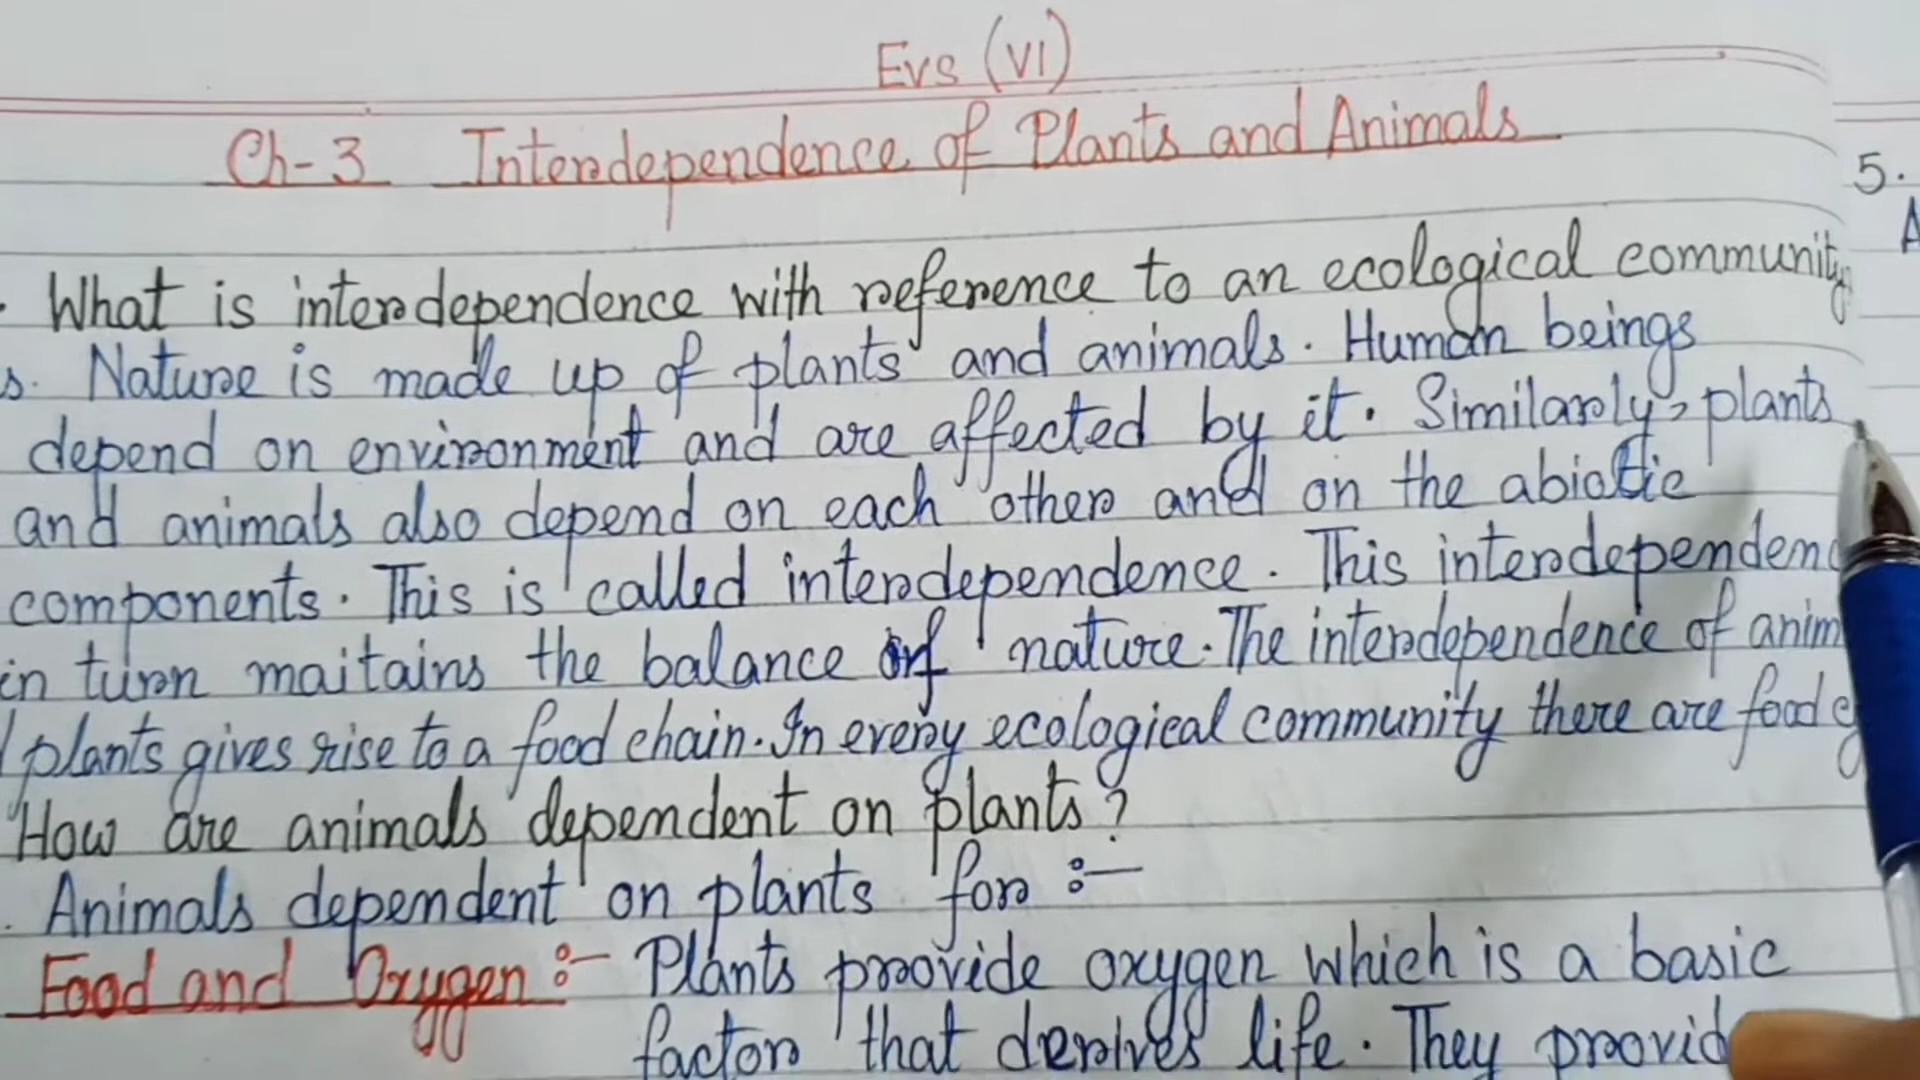 Evs (VI)
Ch-3 Interdependence of Plants and Animals
5.
What is interdependence with reference to an ecological community
s. Nature is made up of plants and animals. Human beings
depend on environment and are affected by it. Similarly, plants
and animals also depend on each other and on the abiotic
components. This is called interdependence. This interdependenc
in turn maitains the balance of nature. The interdependence of anim
plants gives rise to a food chain. In every ecological community there are food c
How are animals dependent on plants?
Animals dependent on plants for :-
Food and Oxygen :- Plants provide oxygen which is a basic
factor that derives life. They provid